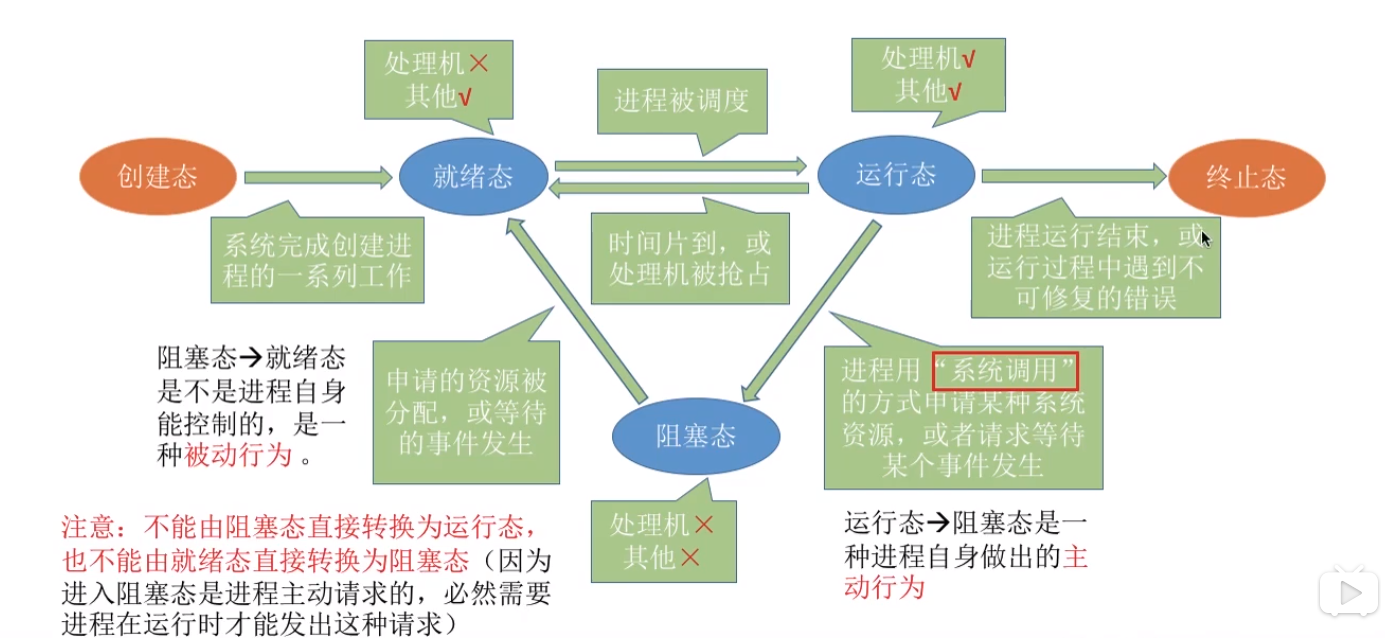 处理机×
其他√
进程被调度
处理机√
其他√
创建态
就绪态
运行态
终止态
系统完成创建进
程的一系列工作
时间片到，或
处理机被抢占
进程运行结束，或
运行过程中遇到不
可修复的错误
阻塞态→就绪态
是不是进程自身
能控制的，是一
种被动行为。
申请的资源被
分配，或等待
的事件发生
进程用“系统调用”
的方式申请某种系统
资源，或者请求等待
某个事件发生
阻塞态
处理机×
其他×
运行态→阻塞态是一
种进程自身做出的主
动行为
注意：不能由阻塞态直接转换为运行态，
也不能由就绪态直接转换为阻塞态（因为
进入阻塞态是进程主动请求的，必然需要
进程在运行时才能发出这种请求）